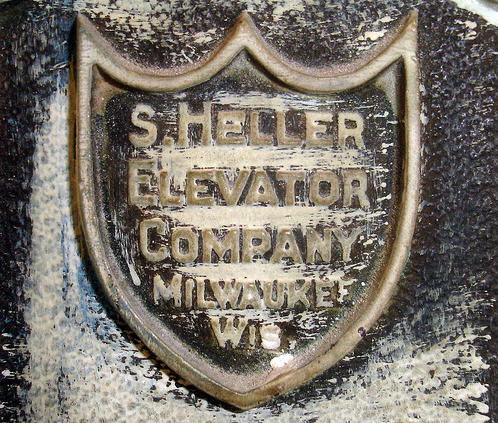 S. Heller
Elevator
Company
Milwaukee
Wis.